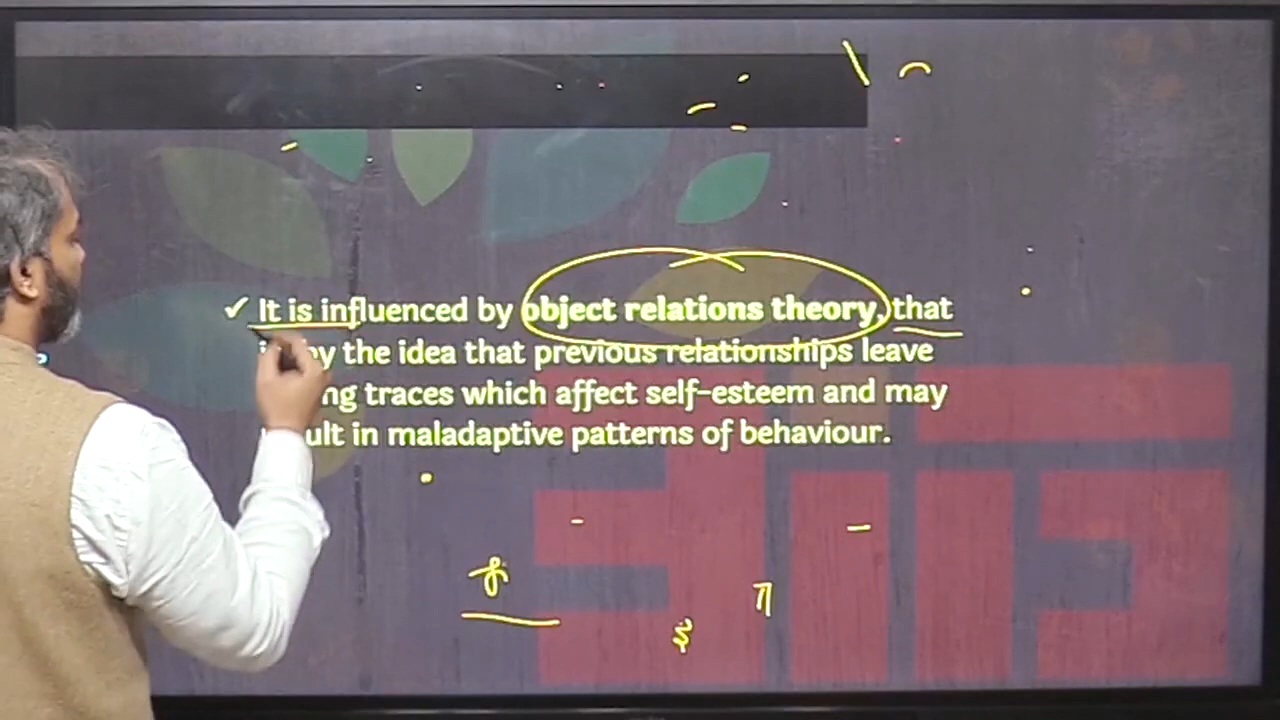 ✓ It is influenced by object relations theory, that
by the idea that previous relationships leave
traces which affect self-esteem and may
in maladaptive patterns of behaviour.